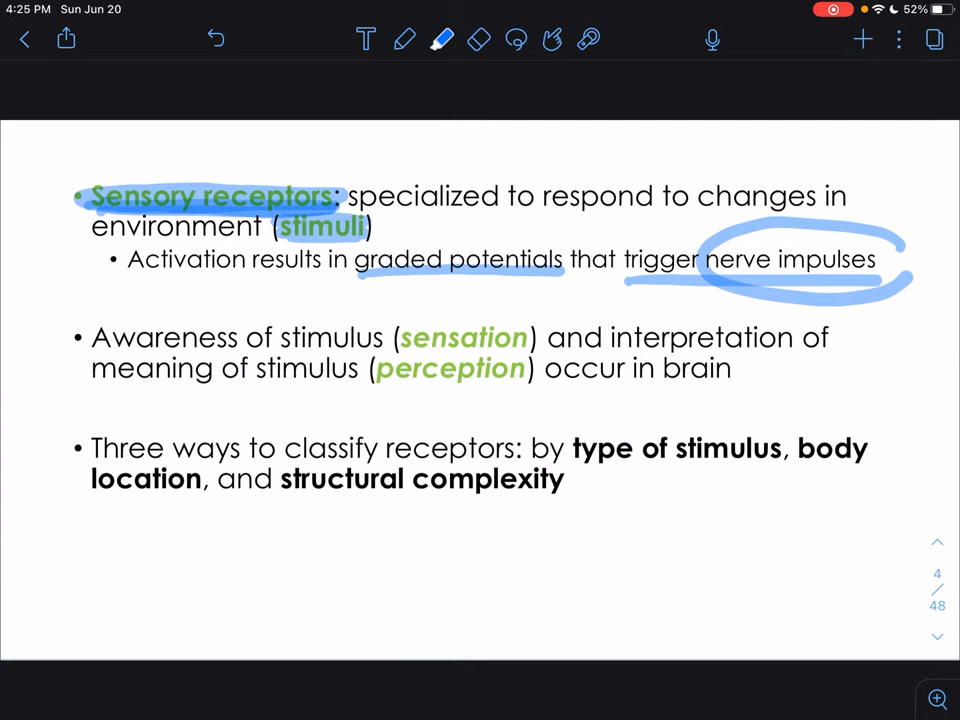 4:25 PM Sun Jun 20
52%
T
• Sensory receptors: specialized to respond to changes in
environment (stimuli)
• Activation results in graded potentials that trigger nerve impulses
• Awareness of stimulus (sensation) and interpretation of
meaning of stimulus (perception) occur in brain
• Three ways to classify receptors: by type of stimulus, body
location, and structural complexity
4
/
48